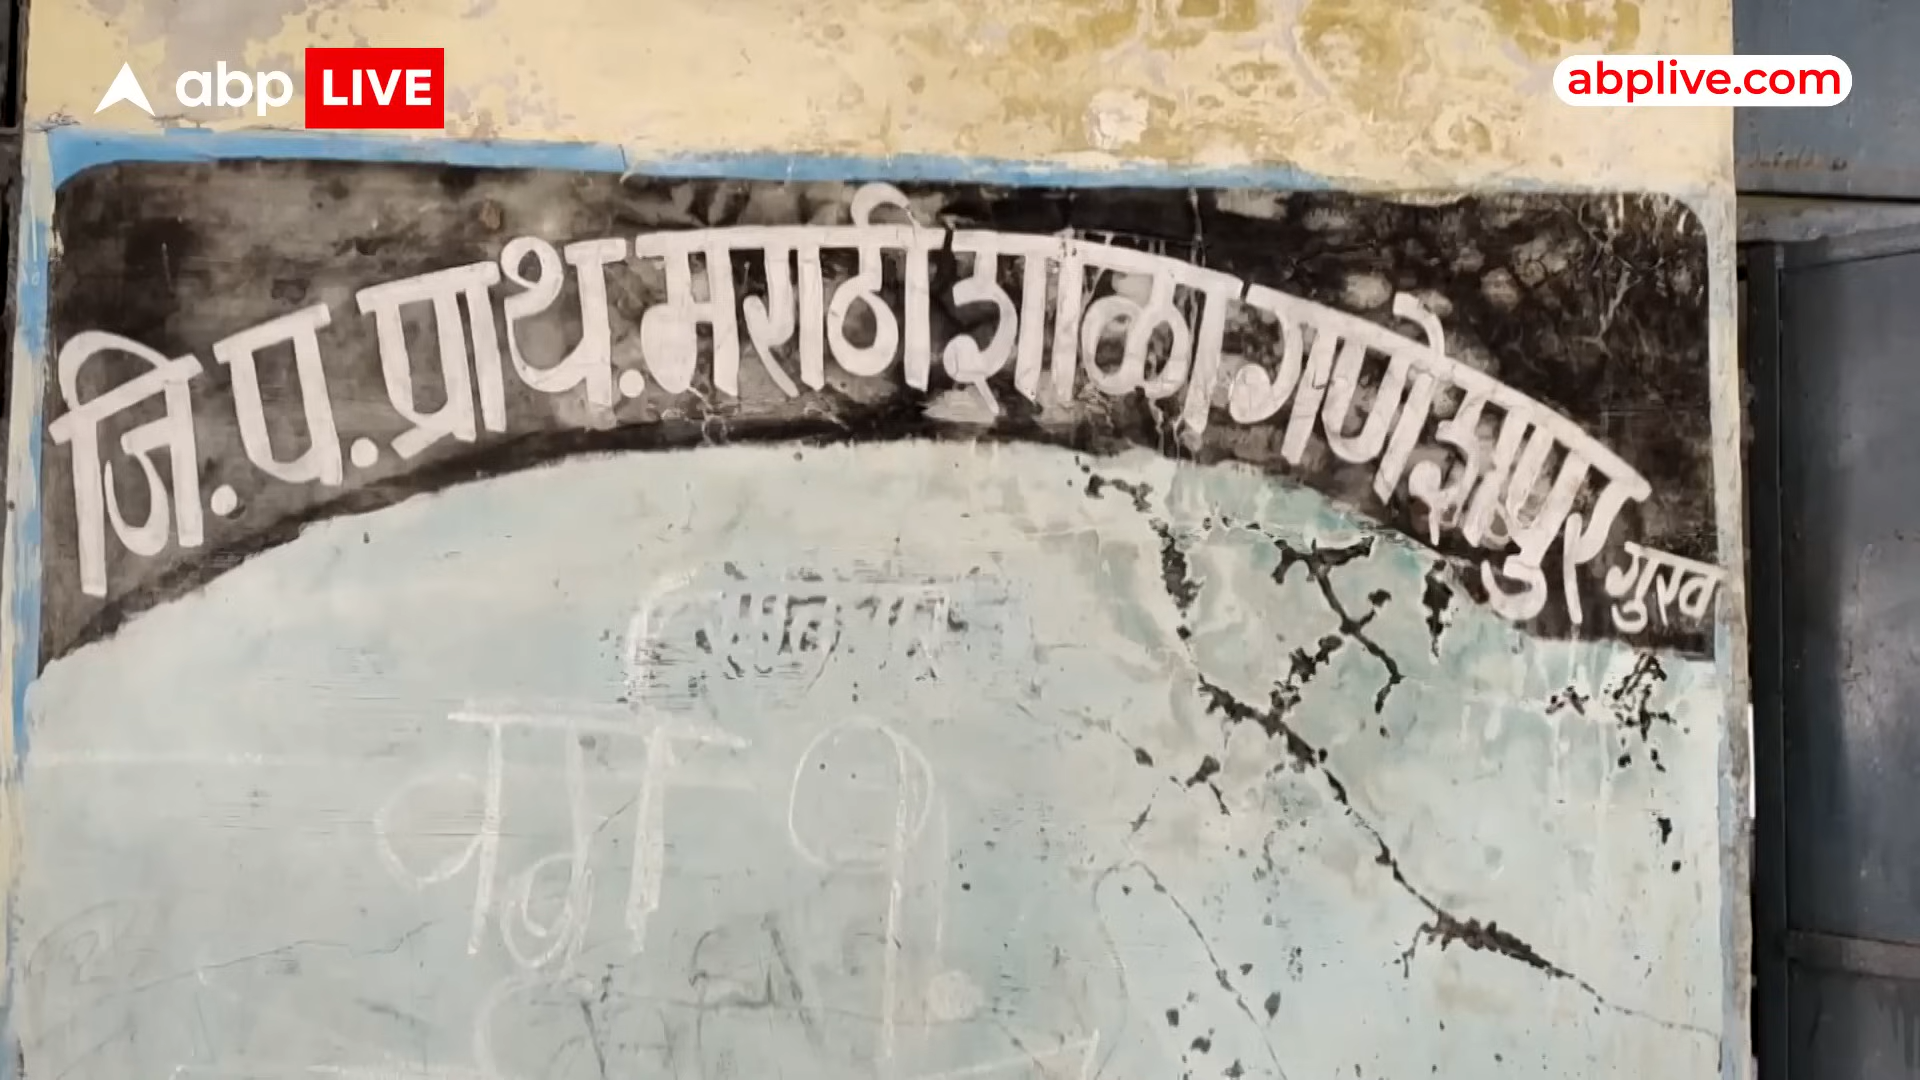 abp LIVE
abplive.com
जि.प.प्राथ.मराठी शाळा गणेशपुर गुरव